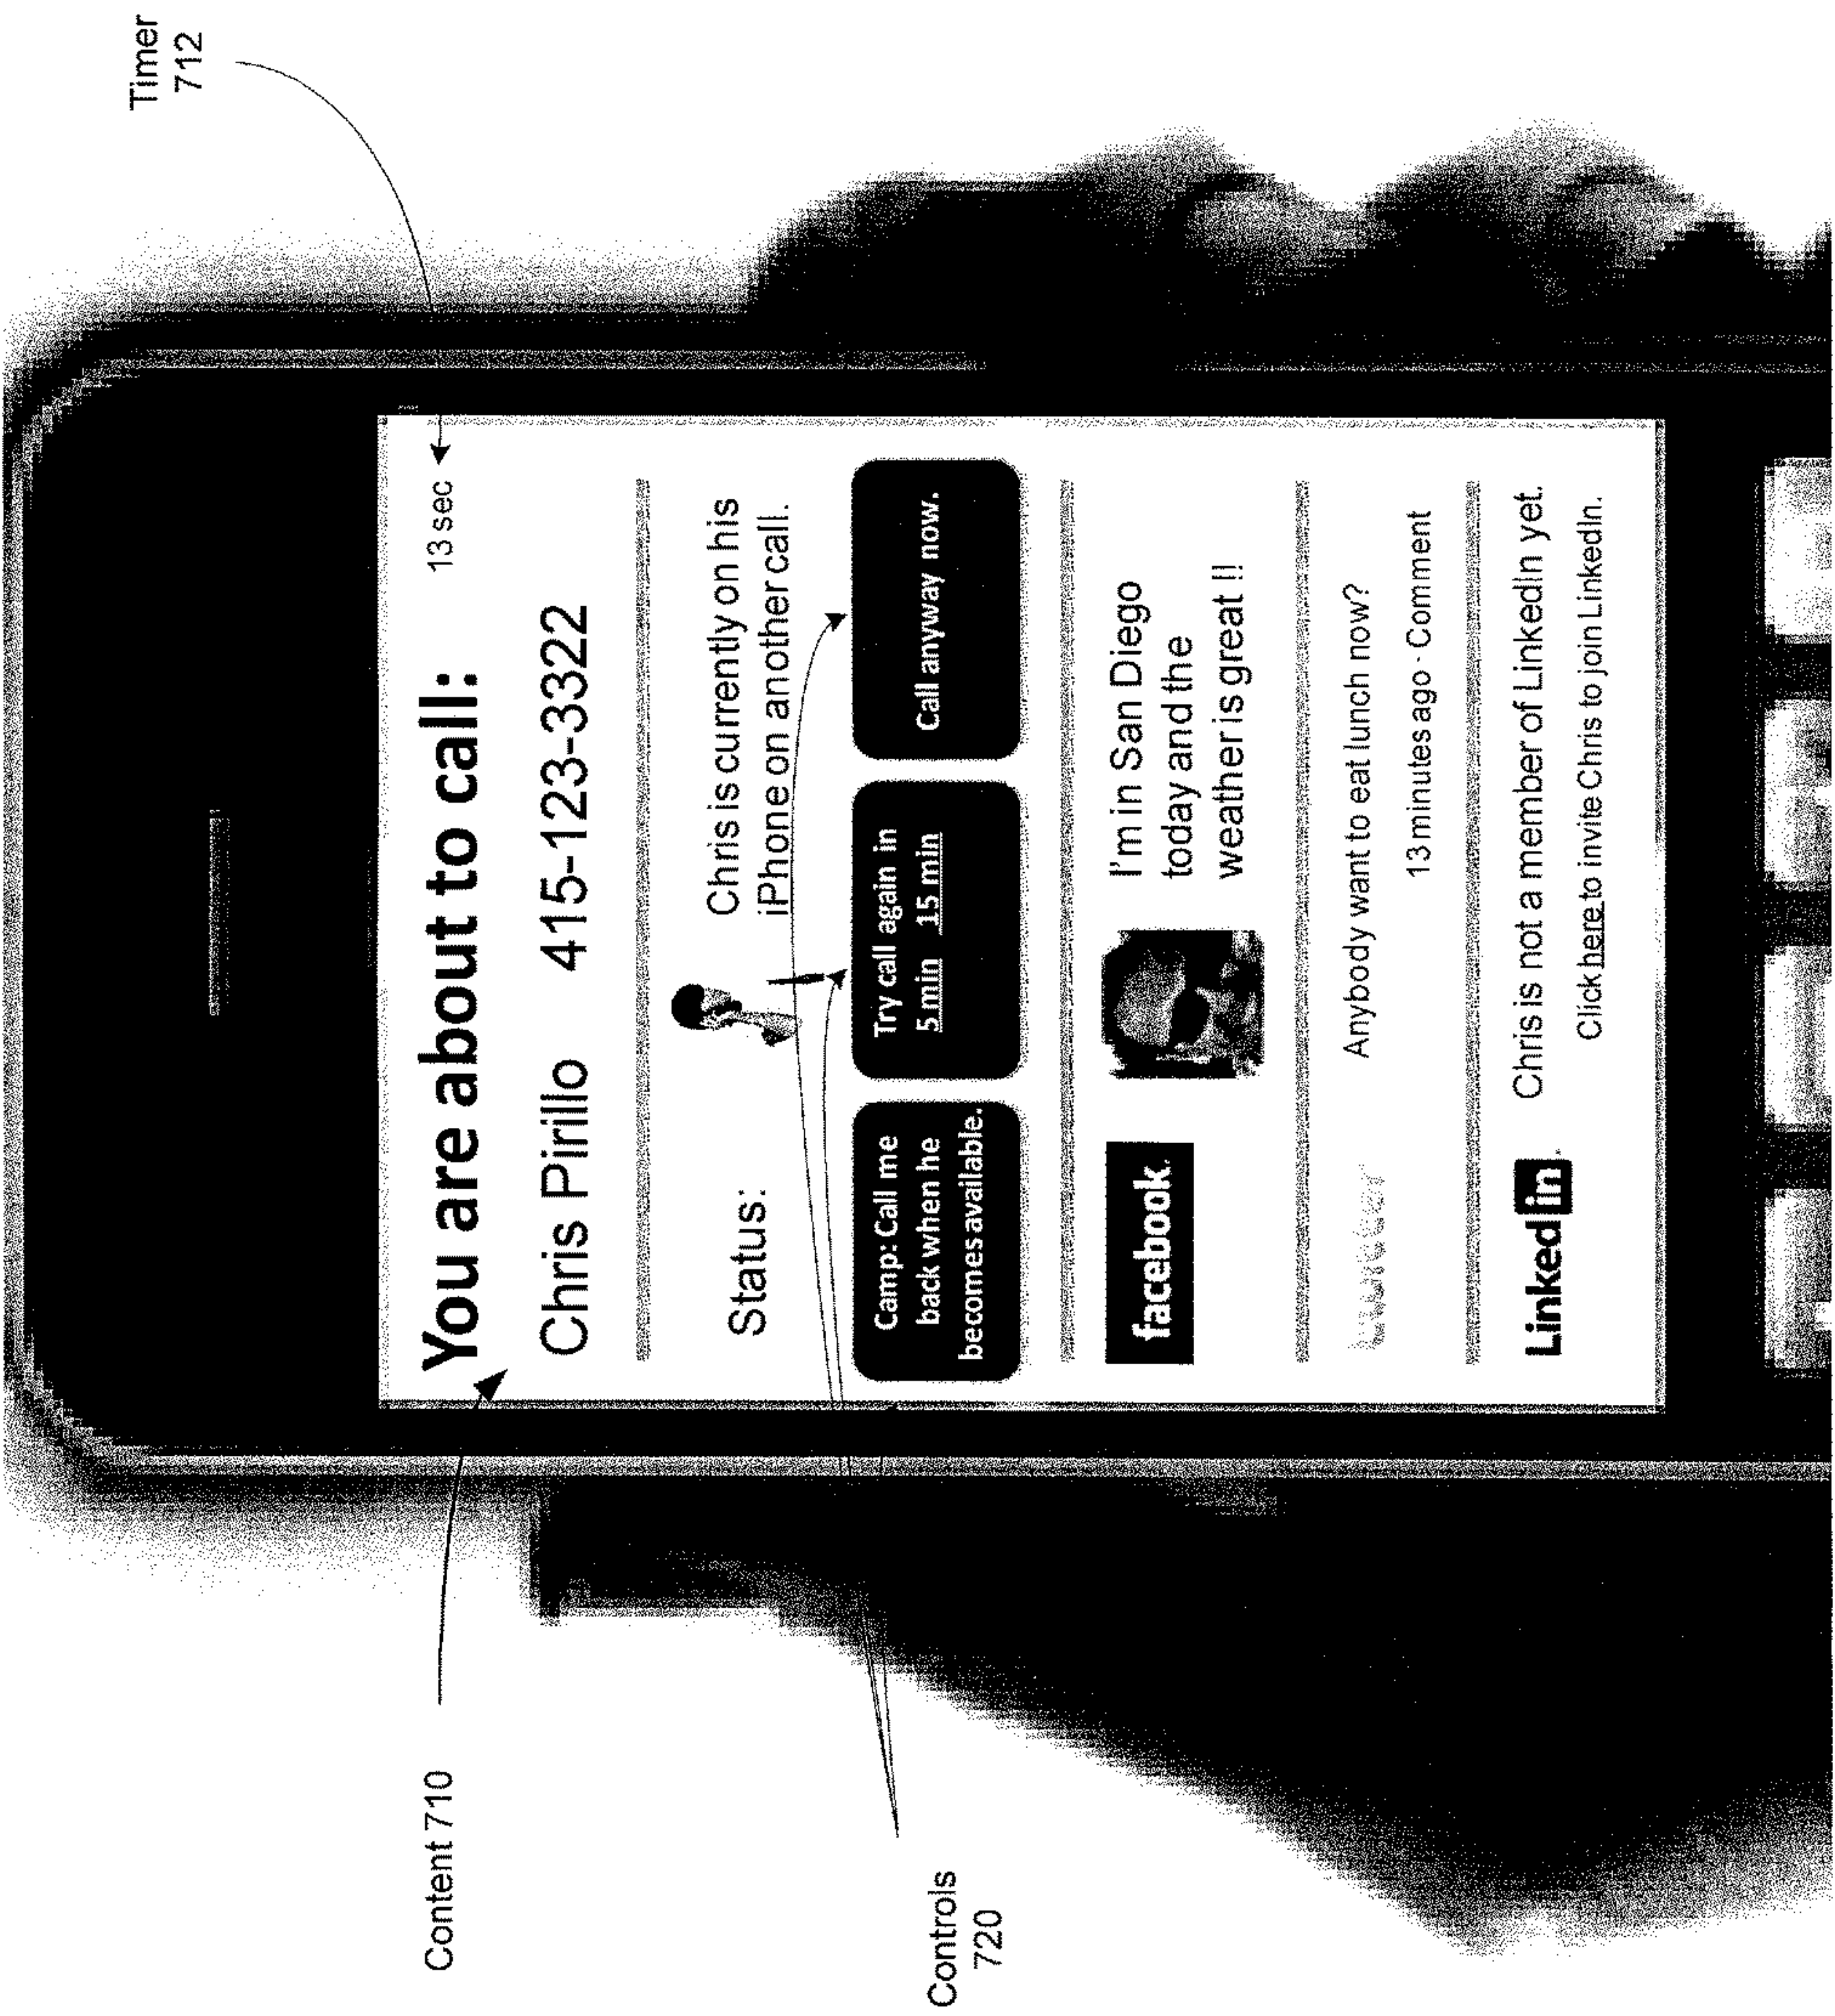 Timer
712
Content 710
You are about to call:
13 sec
Chris Pirillo 415-123-3322
Status:
Chris is currently on his
iPhone on another call.
Camp: Call me
back when he
becomes available.
Try call again in
5 min 15 min
Call anyway now.
Controls
720
facebook.
I'm in San Diego
today and the
weather is great !!
twitter
Anybody want to eat lunch now?
13 minutes ago - Comment
Linked in.
Chris is not a member of LinkedIn yet.
Click here to invite Chris to join LinkedIn.